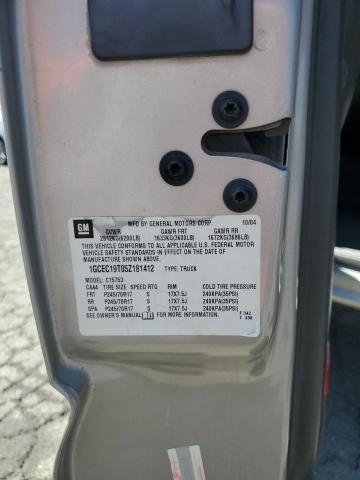 GM
MFD BY GENERAL MOTORS CORP. 10/04
GVWR GAWR FRT GAWR RR
2812KG(6200LB) 1633KG(3600LB) 1672KG(3686LB)
THIS VEHICLE CONFORMS TO ALL APPLICABLE U.S. FEDERAL MOTOR
VEHICLE SAFETY STANDARDS IN EFFECT ON THE DATE OF
MANUFACTURE SHOWN ABOVE.
1GCEC19T05Z181412 TYPE: TRUCK
MODEL: C15753
TIRE SIZE SPEED RTG RIM COLD TIRE PRESSURE
FRT P245/70R17 S 17X7.5J 240KPA(35PSI)
RR P245/70R17 S 17X7.5J 240KPA(35PSI)
SPA P245/70R17 S 17X7.5J 240KPA(35PSI)
SEE OWNER'S MANUAL FOR MORE INFORMATION.